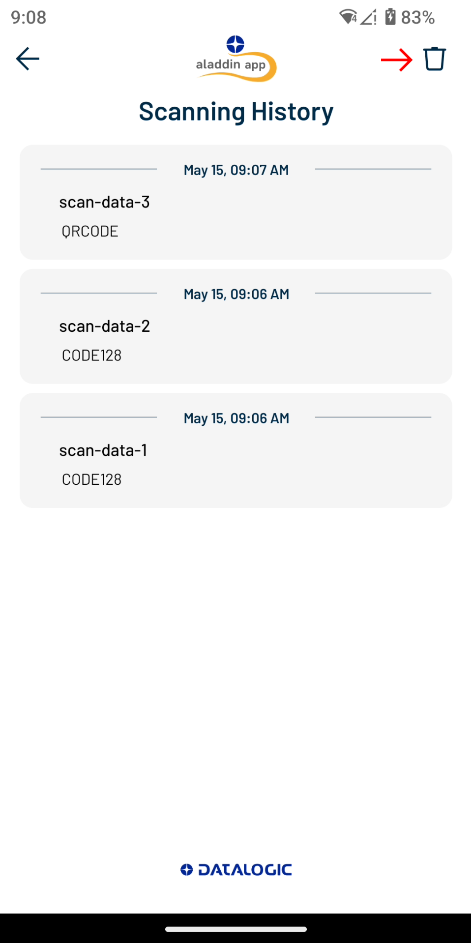 9:08
83%
aladdin app
Scanning History
May 15, 09:07 AM
scan-data-3
QRCODE
May 15, 09:06 AM
scan-data-2
CODE128
May 15, 09:06 AM
scan-data-1
CODE128
DATALOGIC